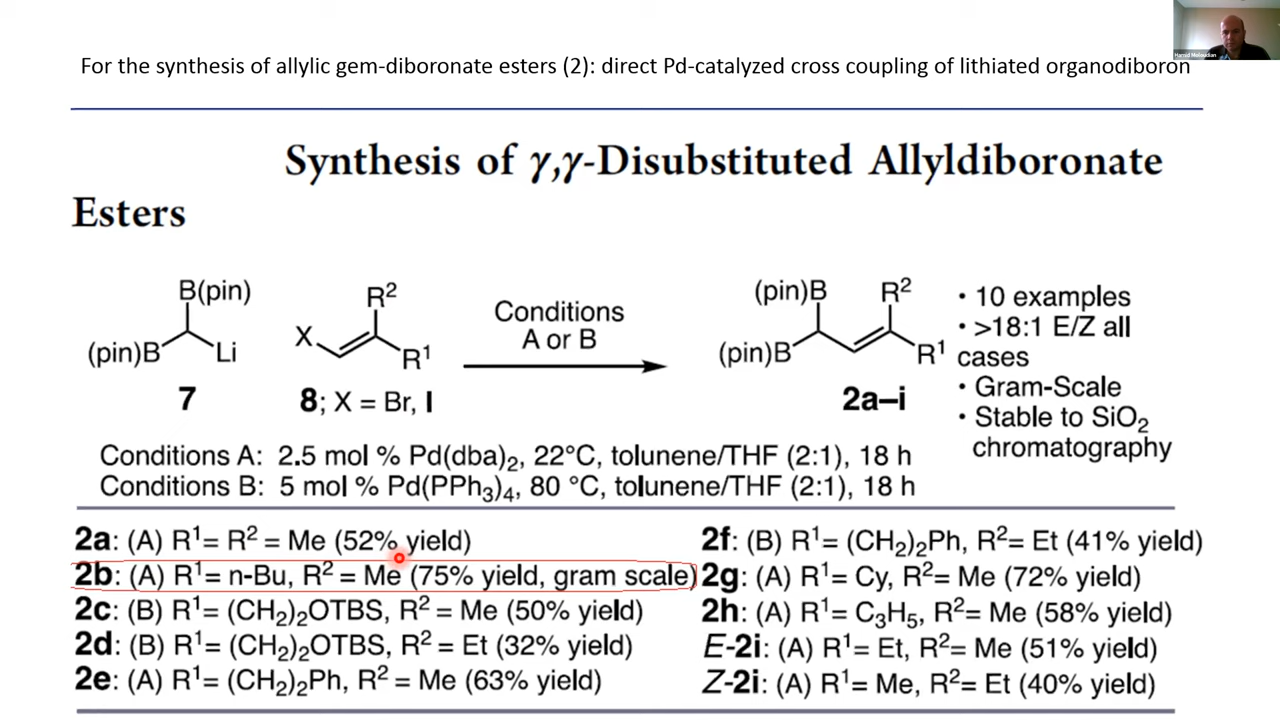 Hamid Moloudian
For the synthesis of allylic gem-diboronate esters (2): direct Pd-catalyzed cross coupling of lithiated organodiboron
Synthesis of γ,γ-Disubstituted Allyldiboronate
Esters
B(pin)
(pin)B
Li
7
R²
X
R¹
8; X = Br, I
Conditions
A or B
(pin)B
R²
(pin)B
R¹
2a–i
• 10 examples
• >18:1 E/Z all
cases
• Gram-Scale
• Stable to SiO₂
chromatography
Conditions A: 2.5 mol % Pd(dba)₂, 22°C, tolunene/THF (2:1), 18 h
Conditions B: 5 mol % Pd(PPh₃)₄, 80 °C, tolunene/THF (2:1), 18 h
2a: (A) R¹= R² = Me (52% yield)
2b: (A) R¹= n-Bu, R² = Me (75% yield, gram scale)
2c: (B) R¹= (CH₂)₂OTBS, R² = Me (50% yield)
2d: (B) R¹= (CH₂)₂OTBS, R² = Et (32% yield)
2e: (A) R¹= (CH₂)₂Ph, R² = Me (63% yield)
2f: (B) R¹= (CH₂)₂Ph, R²= Et (41% yield)
2g: (A) R¹= Cy, R²= Me (72% yield)
2h: (A) R¹= C₃H₅, R²= Me (58% yield)
E-2i: (A) R¹= Et, R²= Me (51% yield)
Z-2i: (A) R¹= Me, R²= Et (40% yield)